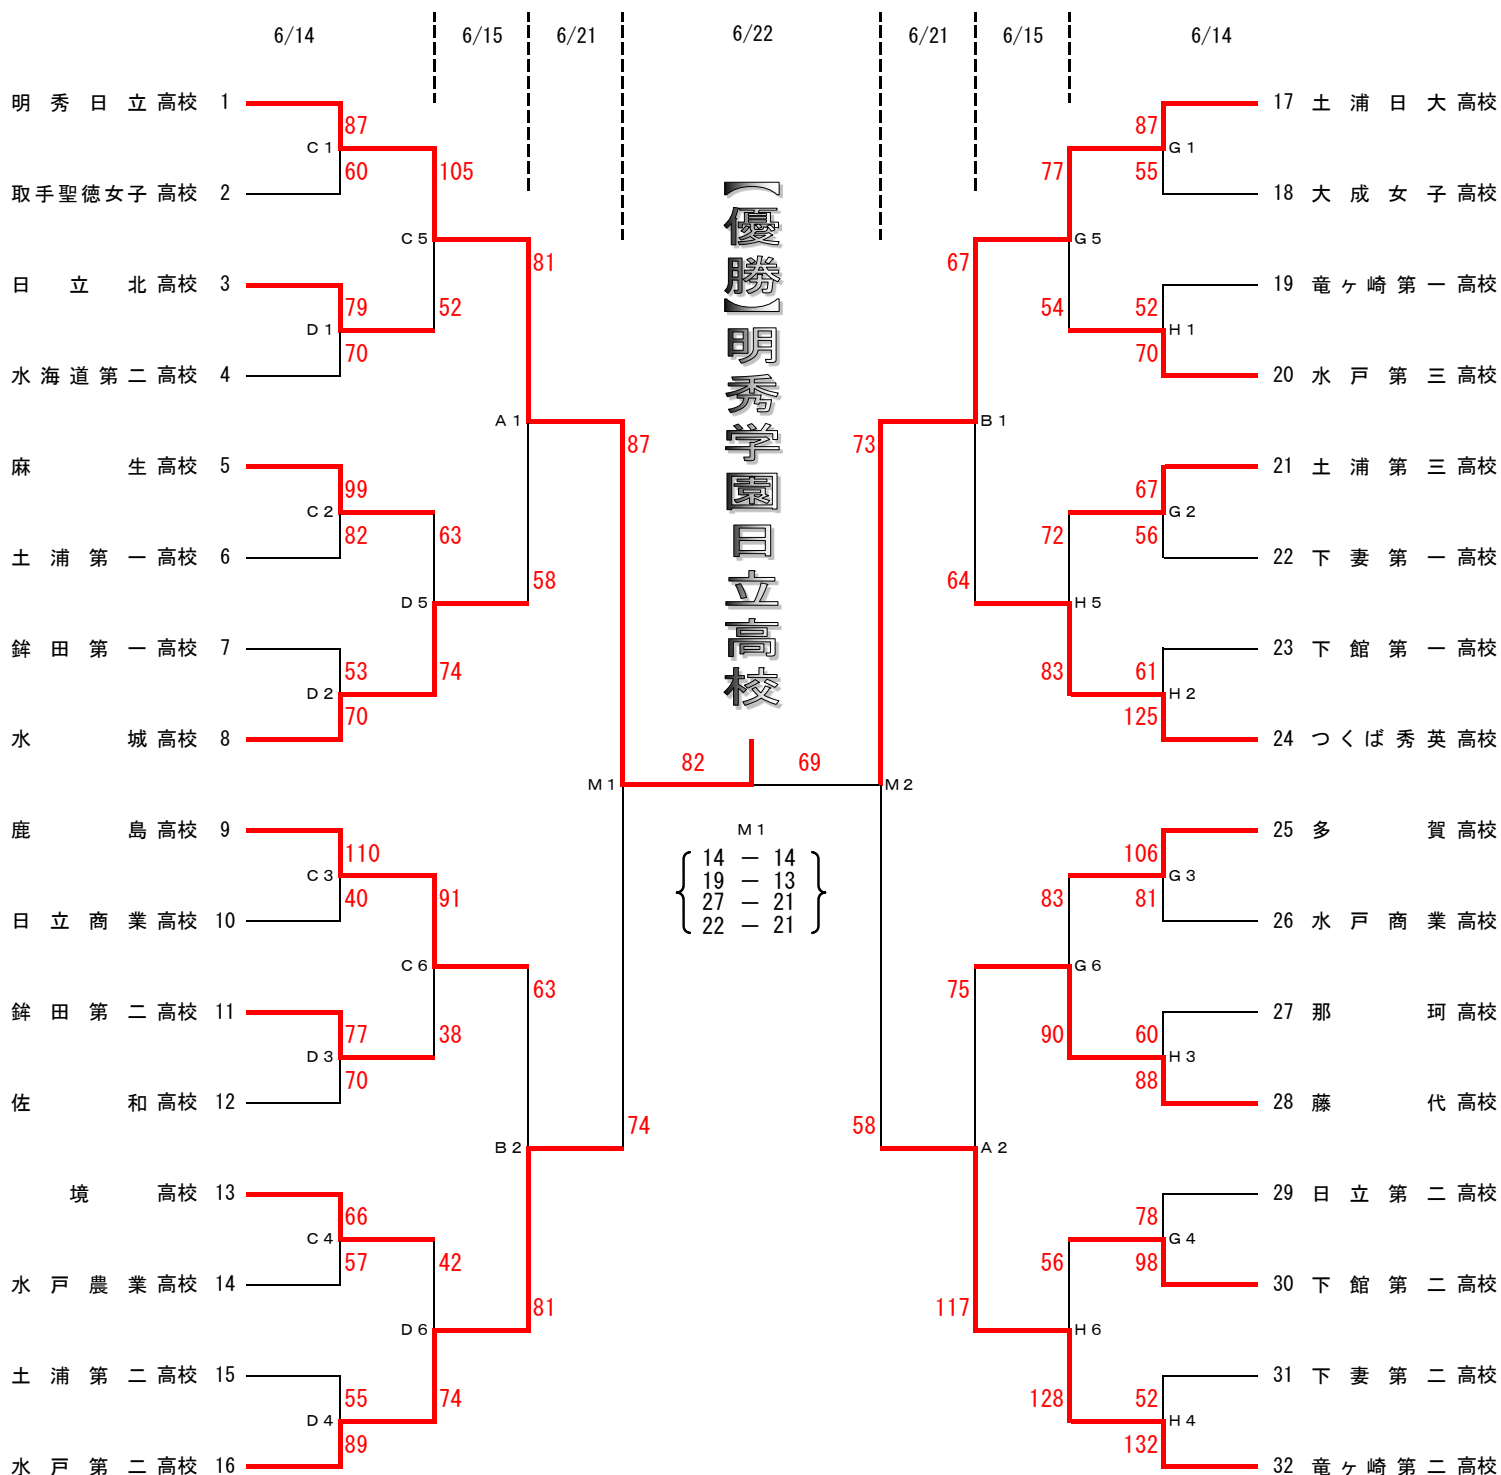 6/14 6/15 6/21 6/22 6/21 6/15 6/14
明秀日立高校 1
87
C1
60
取手聖徳女子高校 2
105
C5
52
日立北高校 3
79
D1
70
水海道第二高校 4
81
A1
58
麻生高校 5
99
C2
82
土浦第一高校 6
63
D5
74
鉾田第一高校 7
53
D2
70
水城高校 8
87
M1
74
鹿島高校 9
110
C3
40
日立商業高校 10
91
C6
38
鉾田第二高校 11
77
D3
70
佐和高校 12
63
B2
81
境高校 13
66
C4
57
水戸農業高校 14
42
D6
74
土浦第二高校 15
55
D4
89
水戸第二高校 16
【優勝】明秀学園日立高校
82 69
M1
14 － 14
19 － 13
27 － 21
22 － 21
17 土浦日大高校
87
G1
55
18 大成女子高校
77
G5
54
19 竜ヶ崎第一高校
52
H1
70
20 水戸第三高校
67
B1
64
21 土浦第三高校
67
G2
56
22 下妻第一高校
72
H5
83
23 下館第一高校
61
H2
125
24 つくば秀英高校
73
M2
58
25 多賀高校
106
G3
81
26 水戸商業高校
83
G6
90
27 那珂高校
60
H3
88
28 藤代高校
75
A2
117
29 日立第二高校
78
G4
98
30 下館第二高校
56
H6
128
31 下妻第二高校
52
H4
132
32 竜ヶ崎第二高校